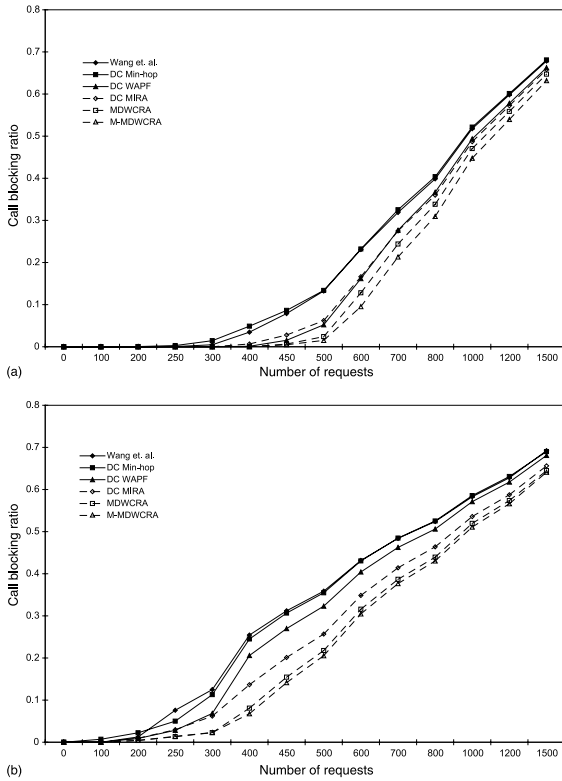 0.8
0.7
0.6
0.5
0.4
0.3
0.2
0.1
0
Call blocking ratio
Wang et. al.
DC Min-hop
DC WAPF
DC MIRA
MDWCRA
M-MDWCRA
0 100 200 250 300 400 450 500 600 700 800 1000 1200 1500
Number of requests
(a)
0.8
0.7
0.6
0.5
0.4
0.3
0.2
0.1
0
Call blocking ratio
Wang et. al.
DC Min-hop
DC WAPF
DC MIRA
MDWCRA
M-MDWCRA
0 100 200 250 300 400 450 500 600 700 800 1000 1200 1500
Number of requests
(b)